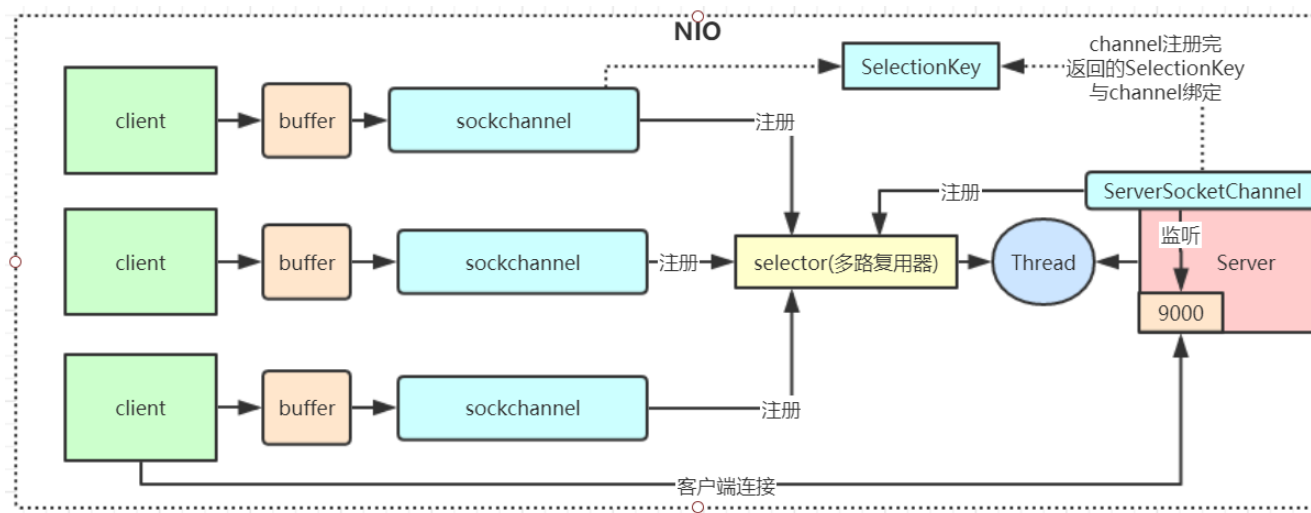 NIO
channel注册完
返回的SelectionKey
与channel绑定
SelectionKey
client
buffer
sockchannel
注册
注册
ServerSocketChannel
client
buffer
sockchannel
注册
selector(多路复用器)
Thread
监听
Server
9000
client
buffer
sockchannel
注册
客户端连接